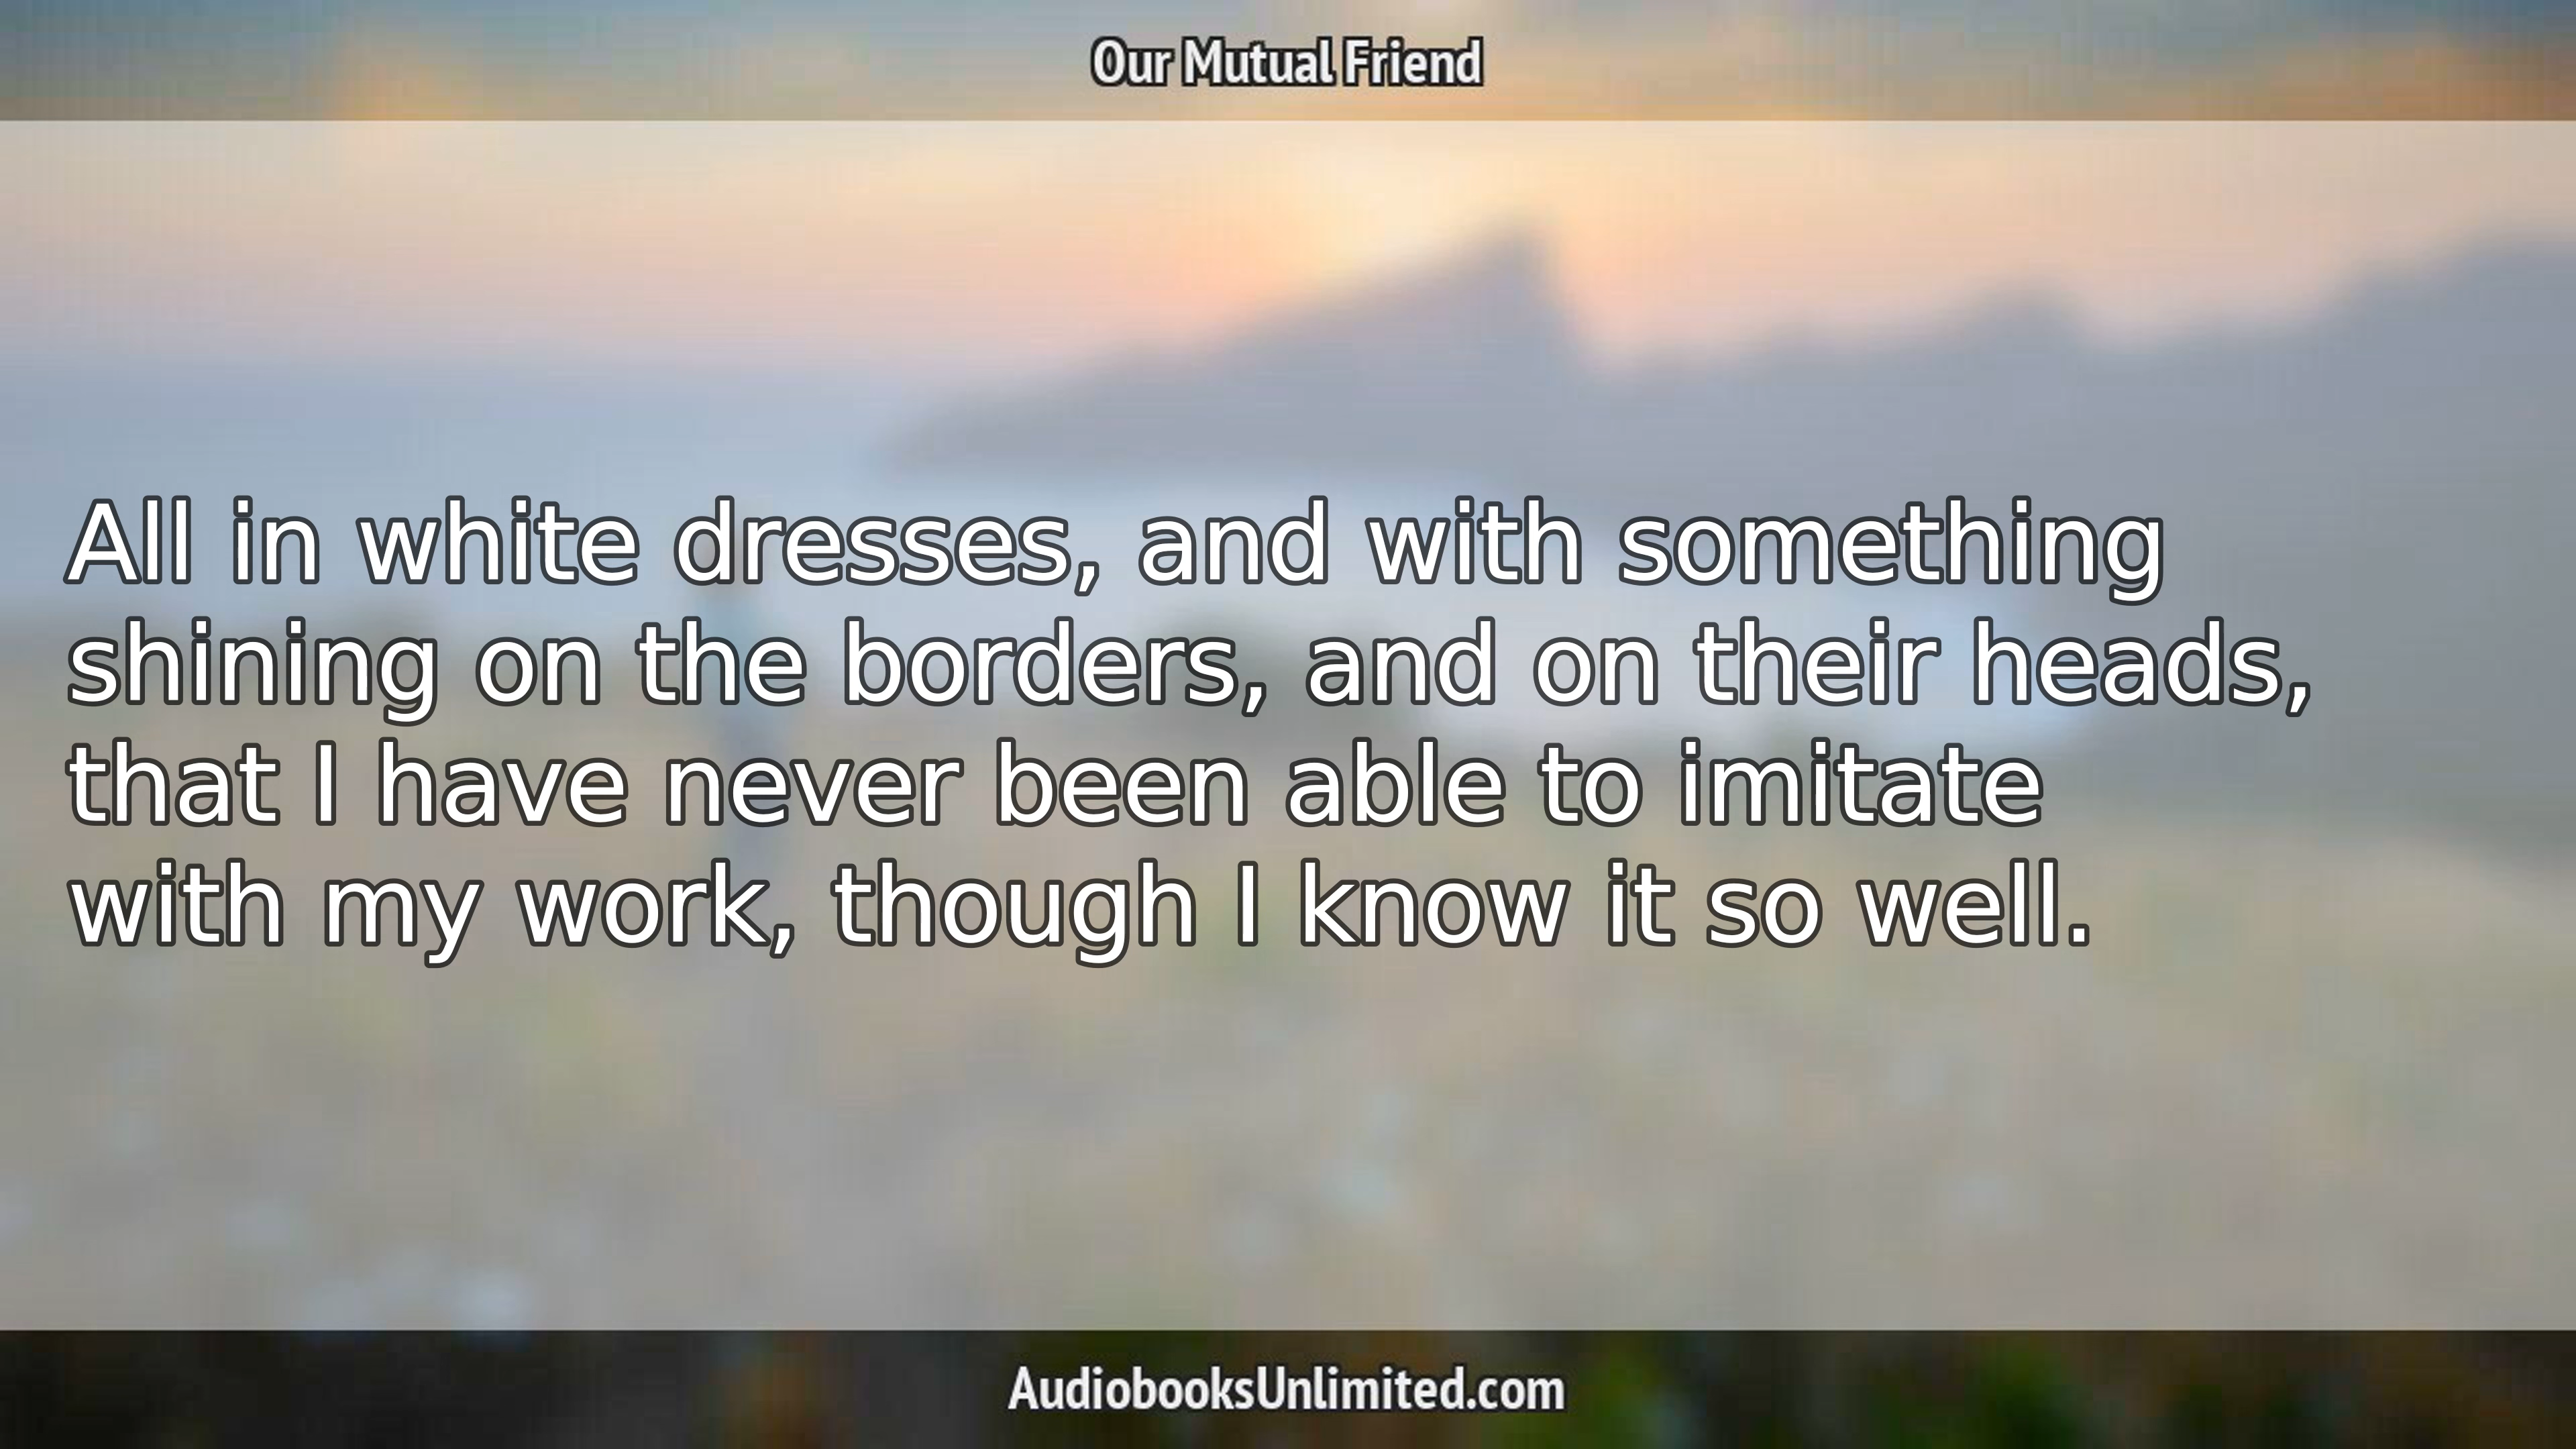 Our Mutual Friend
All in white dresses, and with something
shining on the borders, and on their heads,
that I have never been able to imitate
with my work, though I know it so well.
AudiobooksUnlimited.com